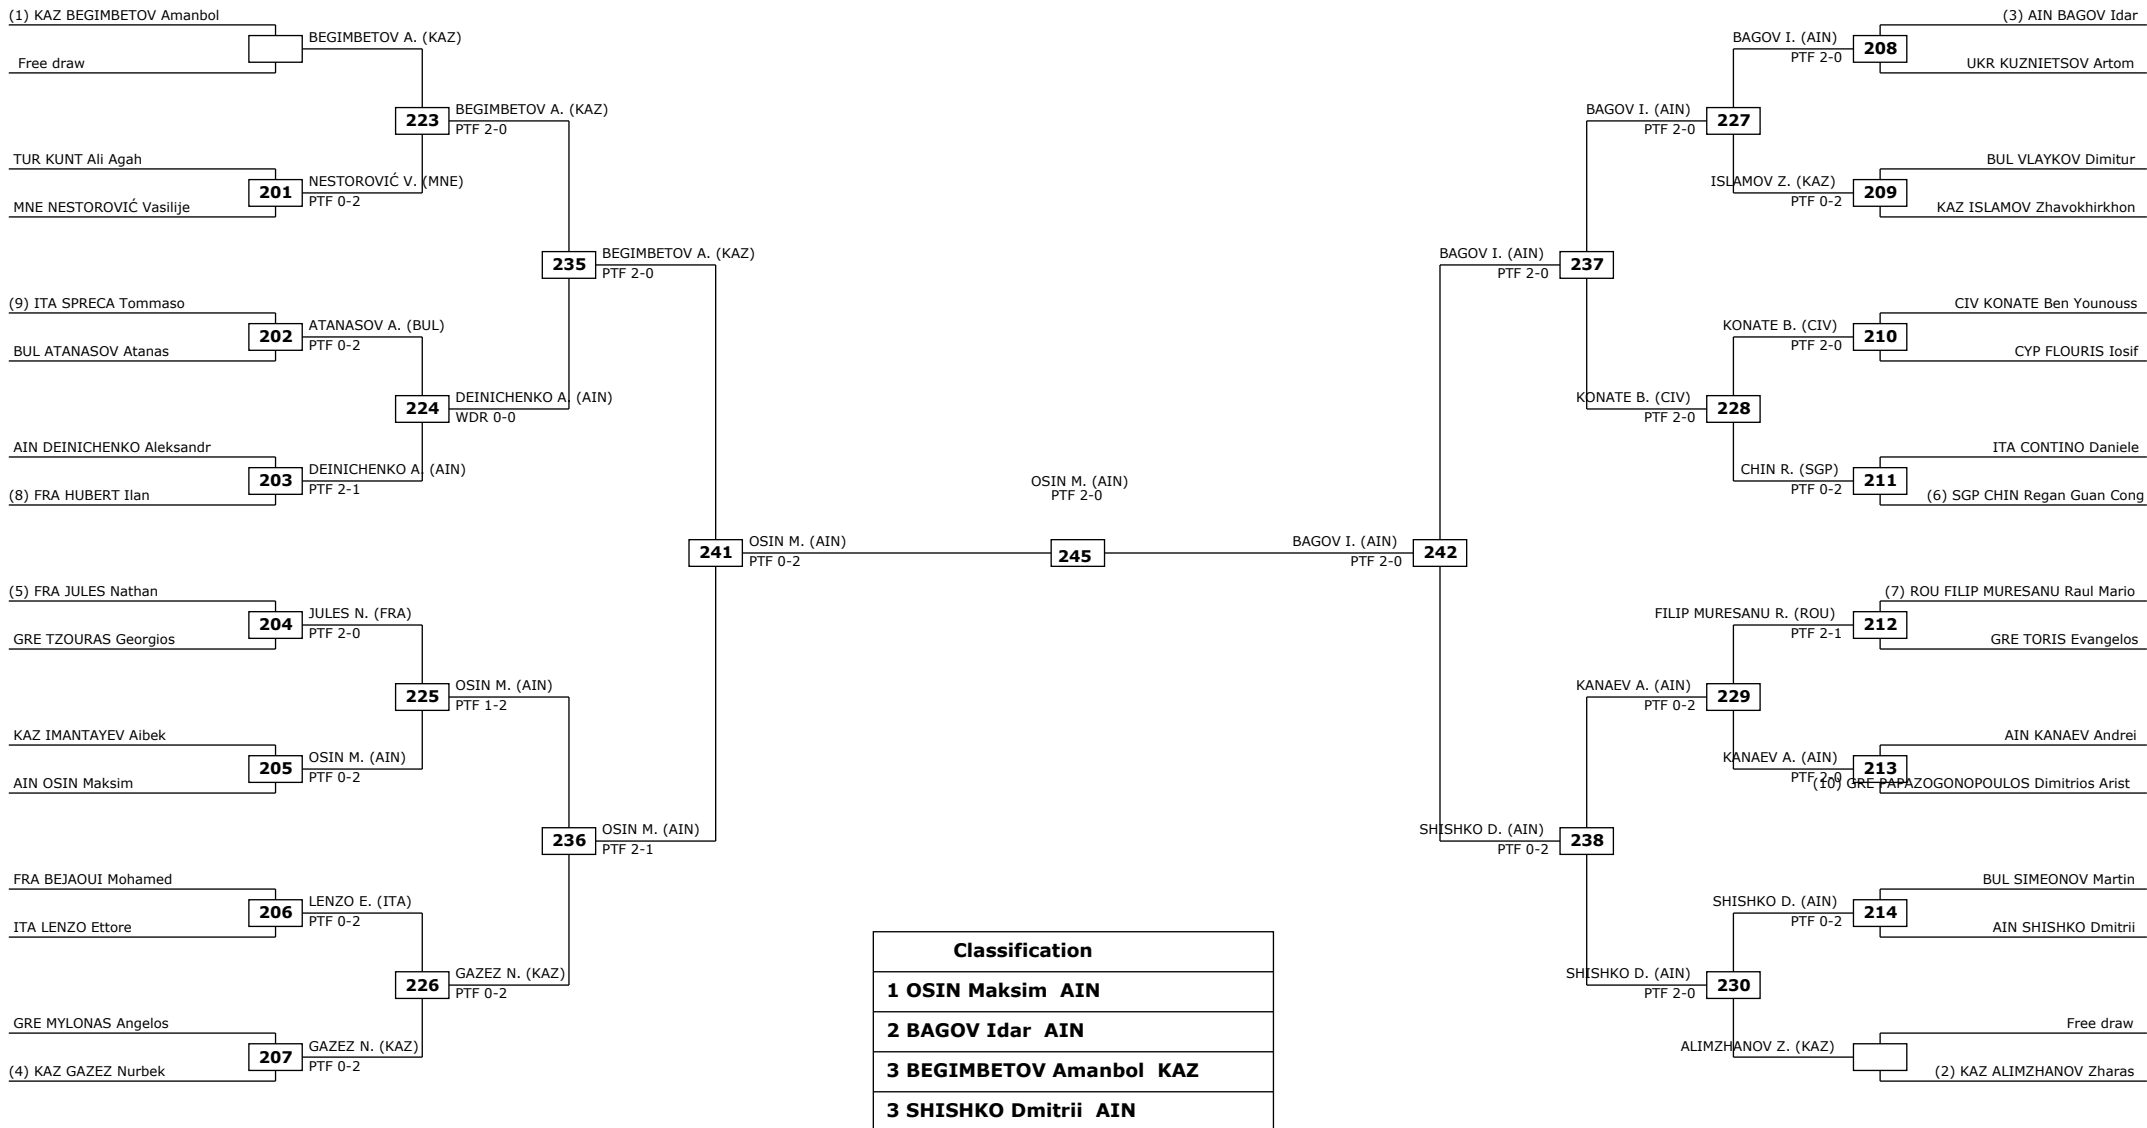 (1) KAZ BEGIMBETOV Amanbol
Free draw
BEGIMBETOV A. (KAZ)
223
BEGIMBETOV A. (KAZ)
PTF 2-0
TUR KUNT Ali Agah
201
NESTOROVIĆ V. (MNE)
PTF 0-2
MNE NESTOROVIĆ Vasilije
235
BEGIMBETOV A. (KAZ)
PTF 2-0
(9) ITA SPRECA Tommaso
202
ATANASOV A. (BUL)
PTF 0-2
BUL ATANASOV Atanas
224
DEINICHENKO A. (AIN)
WDR 0-0
AIN DEINICHENKO Aleksandr
203
DEINICHENKO A. (AIN)
PTF 2-1
(8) FRA HUBERT Ilan
241
OSIN M. (AIN)
PTF 0-2
(5) FRA JULES Nathan
204
JULES N. (FRA)
PTF 2-0
GRE TZOURAS Georgios
225
OSIN M. (AIN)
PTF 1-2
KAZ IMANTAYEV Aibek
205
OSIN M. (AIN)
PTF 0-2
AIN OSIN Maksim
236
OSIN M. (AIN)
PTF 2-1
FRA BEJAOUI Mohamed
206
LENZO E. (ITA)
PTF 0-2
ITA LENZO Ettore
226
GAZEZ N. (KAZ)
PTF 0-2
GRE MYLONAS Angelos
207
GAZEZ N. (KAZ)
PTF 0-2
(4) KAZ GAZEZ Nurbek
OSIN M. (AIN)
PTF 2-0
245
(3) AIN BAGOV Idar
BAGOV I. (AIN)
PTF 2-0
208
UKR KUZNIETSOV Artom
BAGOV I. (AIN)
PTF 2-0
227
BUL VLAYKOV Dimitur
ISLAMOV Z. (KAZ)
PTF 0-2
209
KAZ ISLAMOV Zhavokhirkhon
BAGOV I. (AIN)
PTF 2-0
237
CIV KONATE Ben Younouss
KONATE B. (CIV)
PTF 2-0
210
CYP FLOURIS Iosif
KONATE B. (CIV)
PTF 2-0
228
ITA CONTINO Daniele
CHIN R. (SGP)
PTF 0-2
211
(6) SGP CHIN Regan Guan Cong
BAGOV I. (AIN)
PTF 2-0
242
(7) ROU FILIP MURESANU Raul Mario
FILIP MURESANU R. (ROU)
PTF 2-1
212
GRE TORIS Evangelos
KANAEV A. (AIN)
PTF 0-2
229
AIN KANAEV Andrei
KANAEV A. (AIN)
PTF 2-0
213
(10) GRE PAPAZOGONOPOULOS Dimitrios Arist
SHISHKO D. (AIN)
PTF 0-2
238
BUL SIMEONOV Martin
SHISHKO D. (AIN)
PTF 0-2
214
AIN SHISHKO Dmitrii
SHISHKO D. (AIN)
PTF 2-0
230
Free draw
ALIMZHANOV Z. (KAZ)
(2) KAZ ALIMZHANOV Zharas
Classification
1 OSIN Maksim AIN
2 BAGOV Idar AIN
3 BEGIMBETOV Amanbol KAZ
3 SHISHKO Dmitrii AIN